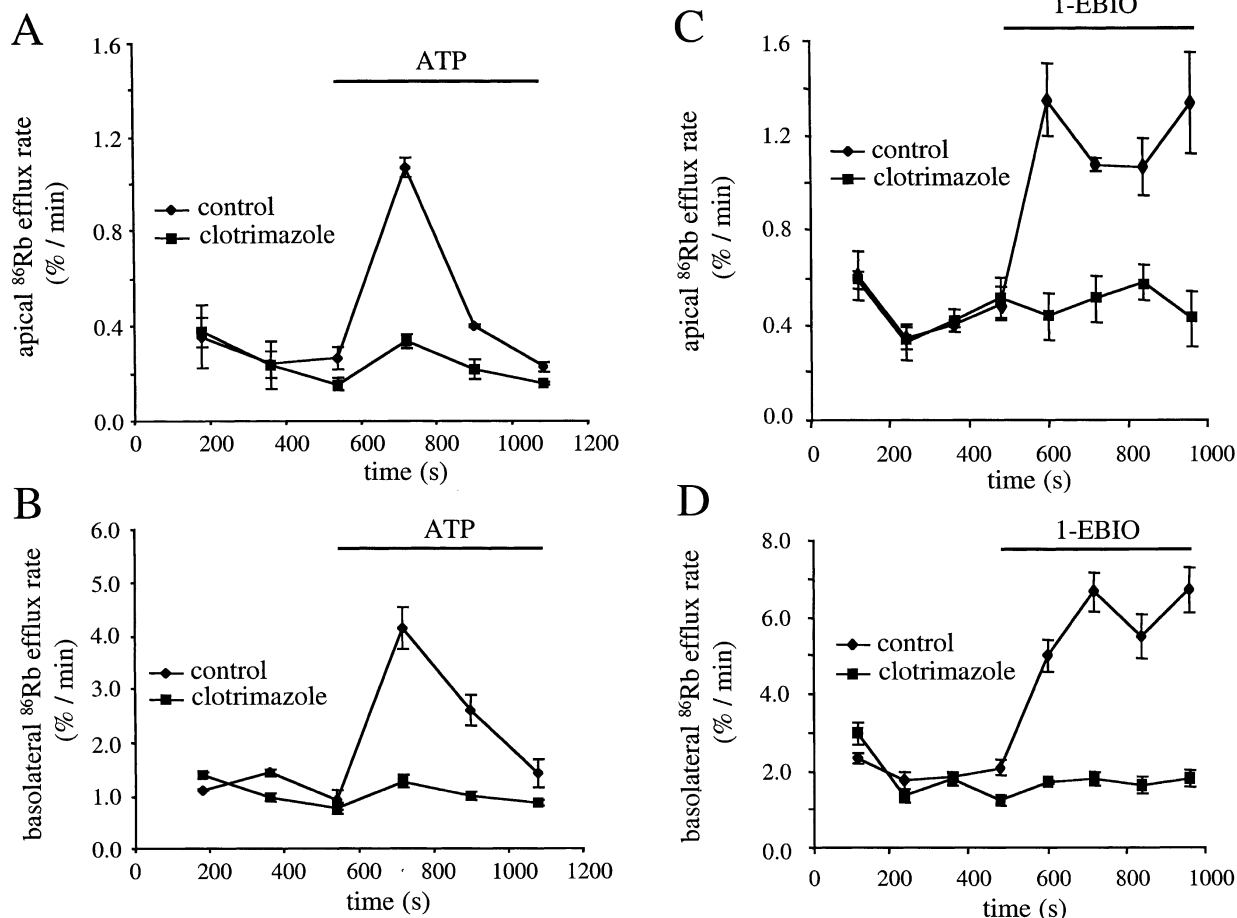 A
ATP
1.6
1.2
0.8
0.4
0.0
apical ⁸⁶Rb efflux rate
(% / min)
control
clotrimazole
0 200 400 600 800 1000 1200
time (s)
B
ATP
6.0
5.0
4.0
3.0
2.0
1.0
0.0
basolateral ⁸⁶Rb efflux rate
(% / min)
control
clotrimazole
0 200 400 600 800 1000 1200
time (s)
C
1-EBIO
1.6
1.2
0.8
0.4
0.0
apical ⁸⁶Rb efflux rate
(% / min)
control
clotrimazole
0 200 400 600 800 1000
time (s)
D
1-EBIO
8.0
6.0
4.0
2.0
0.0
basolateral ⁸⁶Rb efflux rate
(% / min)
control
clotrimazole
0 200 400 600 800 1000
time (s)